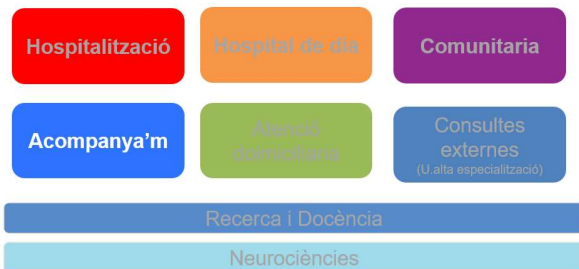 Hospitalització
Hospital de dia
Comunitaria
Acompanya'm
Atenció
domiciliaria
Consultes
externes
(U.alta especialització)
Recerca i Docència
Neurociències